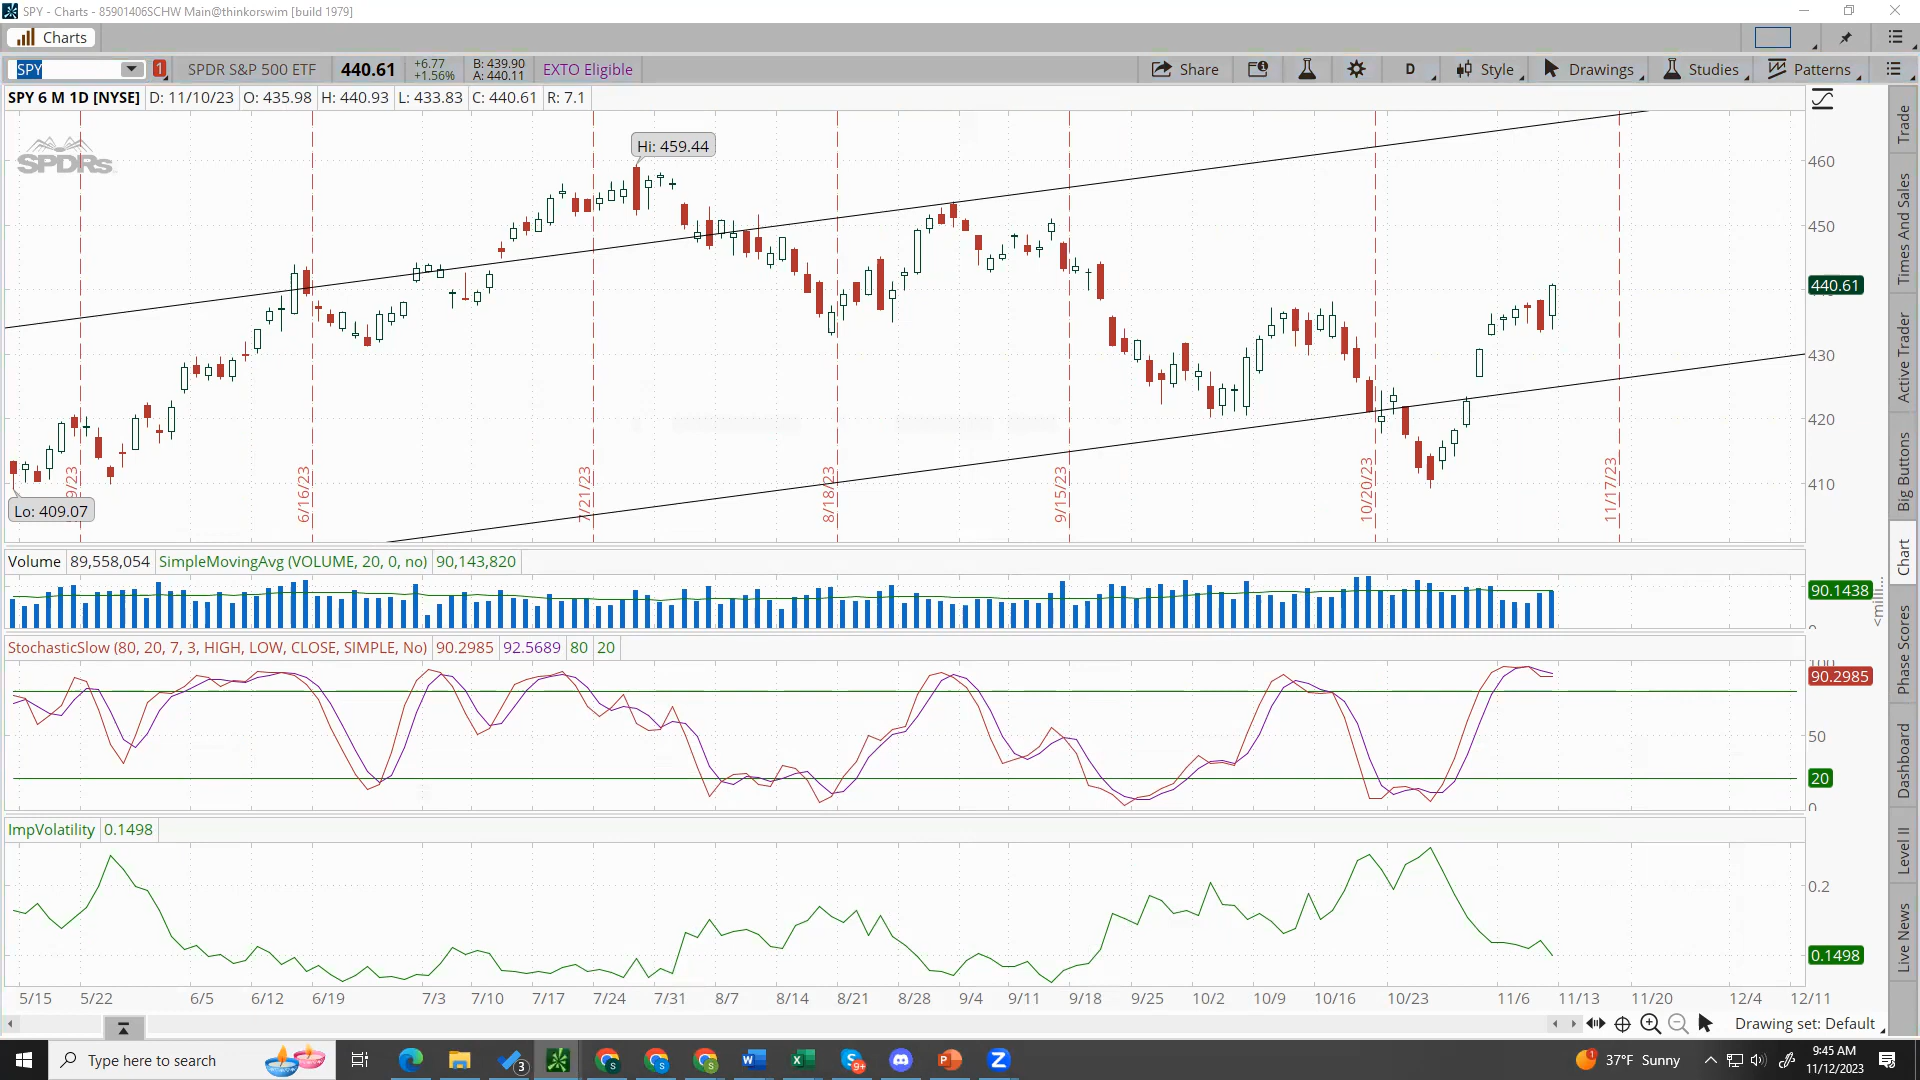 SPY - Charts - 85901406SCHW Main@thinkorswim [build 1979]
Charts
SPY 1 SPDR S&P 500 ETF 440.61 +6.77 +1.56% B: 439.90 A: 440.11 EXTO Eligible Share D Style Drawings Studies Patterns
SPY 6 M 1D [NYSE] D: 11/10/23 O: 435.98 H: 440.93 L: 433.83 C: 440.61 R: 7.1
SPDRs
Hi: 459.44
460
450
440.61
430
420
410
Lo: 409.07
9/23 6/16/23 7/21/23 8/18/23 9/15/23 10/20/23 11/17/23
Volume 89,558,054 SimpleMovingAvg (VOLUME, 20, 0, no) 90,143,820
90.1438
<mill...
0
StochasticSlow (80, 20, 7, 3, HIGH, LOW, CLOSE, SIMPLE, No) 90.2985 92.5689 80 20
100
90.2985
50
20
0
ImpVolatility 0.1498
0.2
0.1498
5/15 5/22 6/5 6/12 6/19 7/3 7/10 7/17 7/24 7/31 8/7 8/14 8/21 8/28 9/4 9/11 9/18 9/25 10/2 10/9 10/16 10/23 11/6 11/13 11/20 12/4 12/11
Drawing set: Default
Trade
Times And Sales
Active Trader
Big Buttons
Chart
Phase Scores
Dashboard
Level II
Live News
Type here to search
3
9+
1 37°F Sunny
9:45 AM
11/12/2023